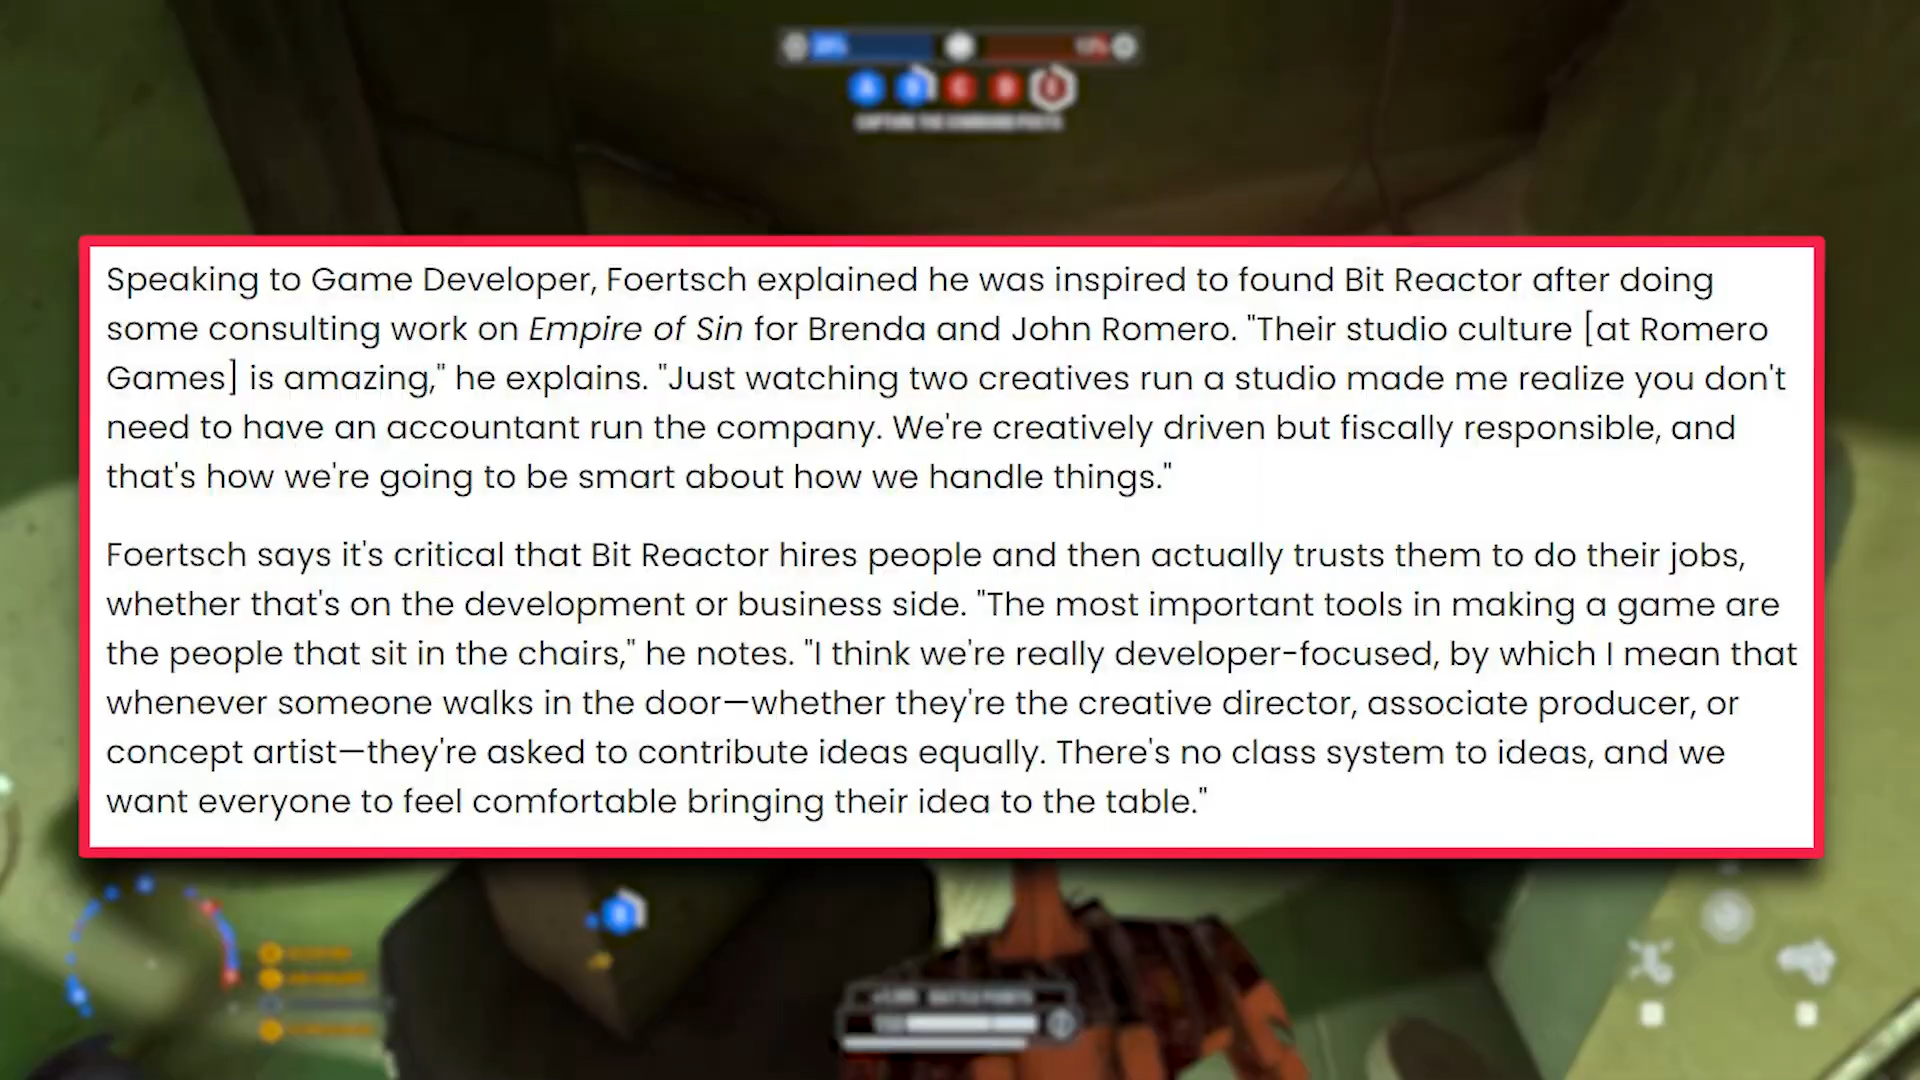 A
CAPTURE THE COMMAND POSTS
Speaking to Game Developer, Foertsch explained he was inspired to found Bit Reactor after doing
some consulting work on Empire of Sin for Brenda and John Romero. "Their studio culture [at Romero
Games] is amazing," he explains. "Just watching two creatives run a studio made me realize you don't
need to have an accountant run the company. We're creatively driven but fiscally responsible, and
that's how we're going to be smart about how we handle things."
Foertsch says it's critical that Bit Reactor hires people and then actually trusts them to do their jobs,
whether that's on the development or business side. "The most important tools in making a game are
the people that sit in the chairs," he notes. "I think we're really developer-focused, by which I mean that
whenever someone walks in the door—whether they're the creative director, associate producer, or
concept artist—they're asked to contribute ideas equally. There's no class system to ideas, and we
want everyone to feel comfortable bringing their idea to the table."
BATTLE POINTS